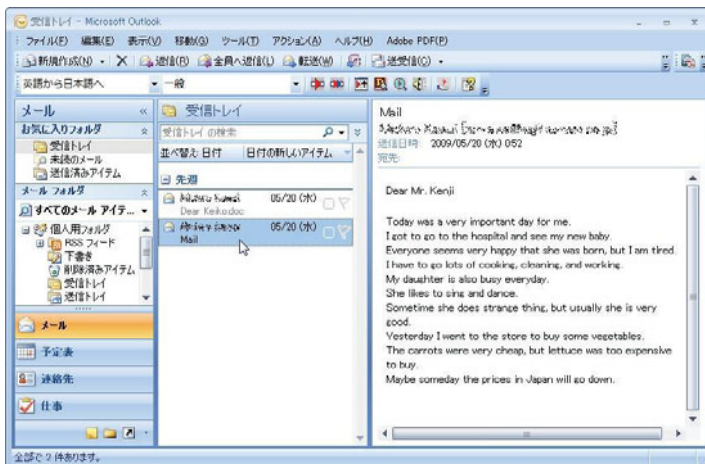 受信トレイ - Microsoft Outlook
ファイル(F) 編集(E) 表示(V) 移動(G) ツール(T) アクション(A) ヘルプ(H) Adobe PDF(P)
新規作成(N) 返信(R) 全員へ返信(L) 転送(W) 送受信(C)
英語から日本語へ 一般
メール
お気に入りフォルダ
受信トレイ
未読のメール
送信済みアイテム
メール フォルダ
すべてのメール アイテ...
個人用フォルダ
RSS フィード
下書き
削除済みアイテム
受信トレイ
送信トレイ
メール
予定表
連絡先
仕事
全部で 2 件あります。
受信トレイ
受信トレイ の検索
並べ替え: 日付 日付の新しいアイテム
先週
05/20 (水)
Dear Keiko.doc
05/20 (水)
Mail
Mail
送信日時: 2009/05/20 (水) 0:52
宛先:
Dear Mr. Kenji
Today was a very important day for me.
I got to go to the hospital and see my new baby.
Everyone seems very happy that she was born, but I am tired.
I have to go lots of cooking, cleaning, and working.
My daughter is also busy everyday.
She likes to sing and dance.
Sometime she does strange thing, but usually she is very
good.
Yesterday I went to the store to buy some vegetables.
The carrots were very cheap, but lettuce was too expensive
to buy.
Maybe someday the prices in Japan will go down.